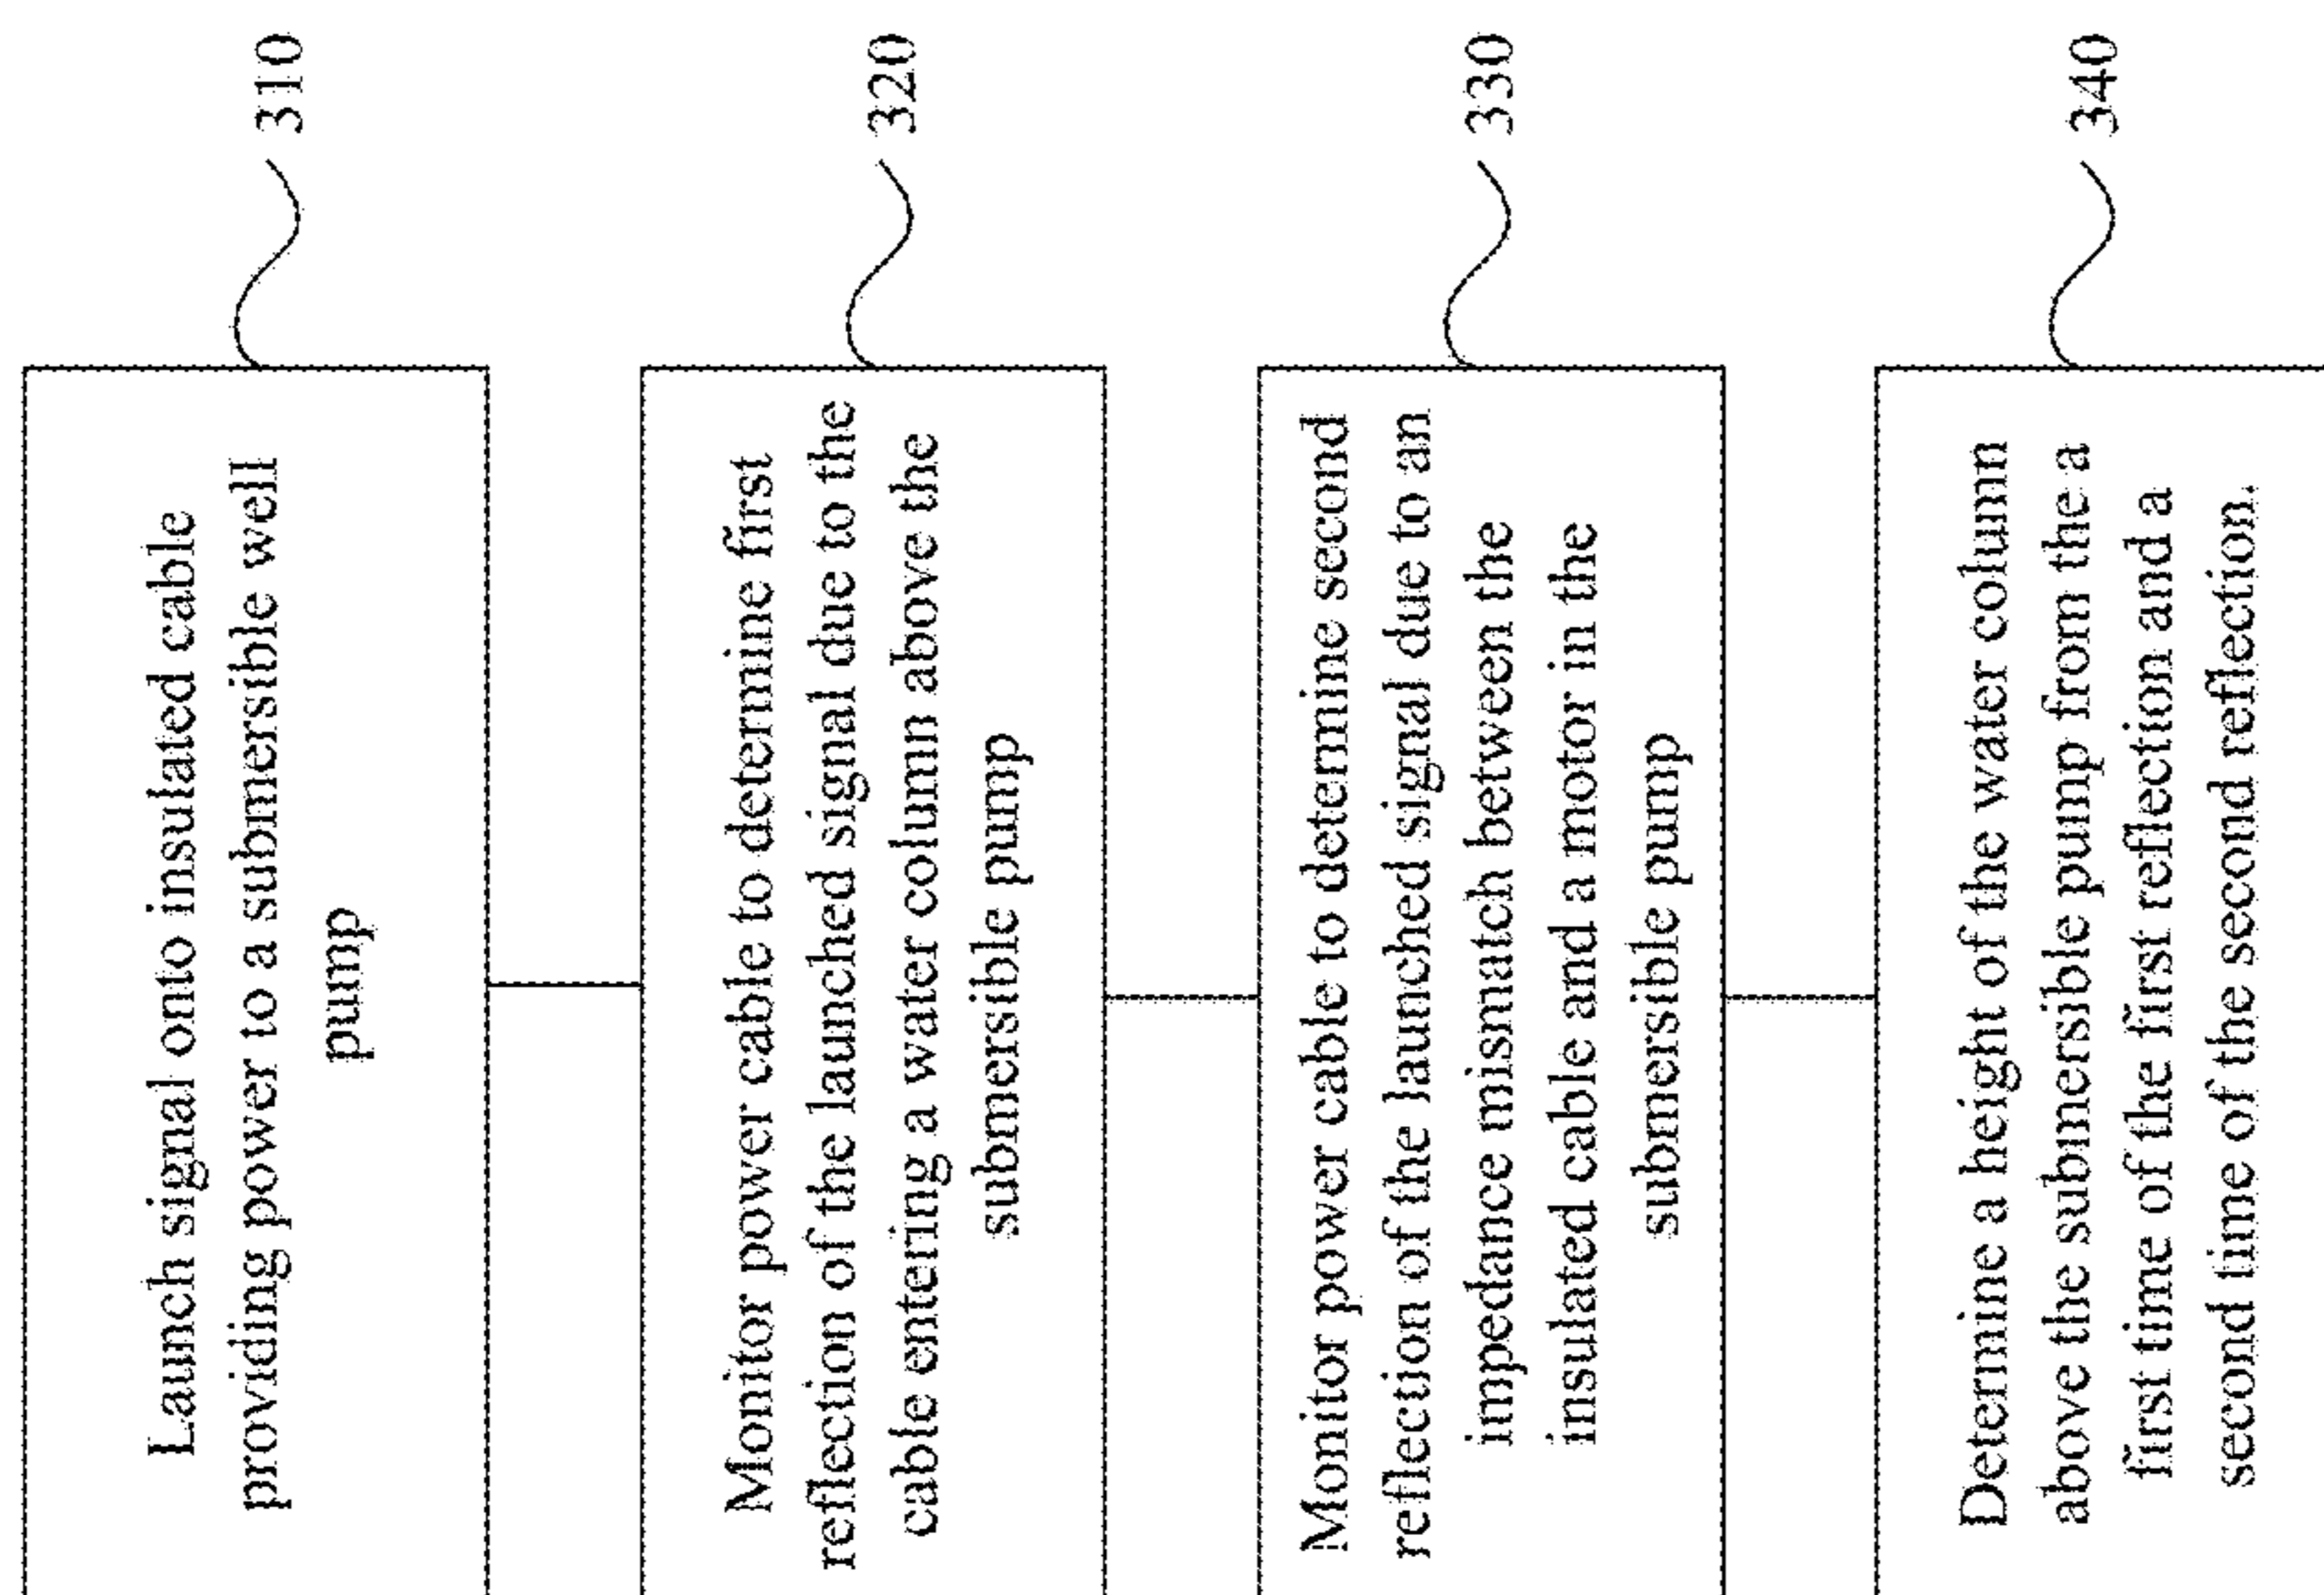 Launch signal onto insulated cable
providing power to a submersible well
pump
310
Monitor power cable to determine first
reflection of the launched signal due to the
cable entering a water column above the
submersible pump
320
Monitor power cable to determine second
reflection of the launched signal due to an
impedance mismatch between the
insulated cable and a motor in the
submersible pump
330
Determine a height of the water column
above the submersible pump from the a
first time of the first reflection and a
second time of the second reflection.
340